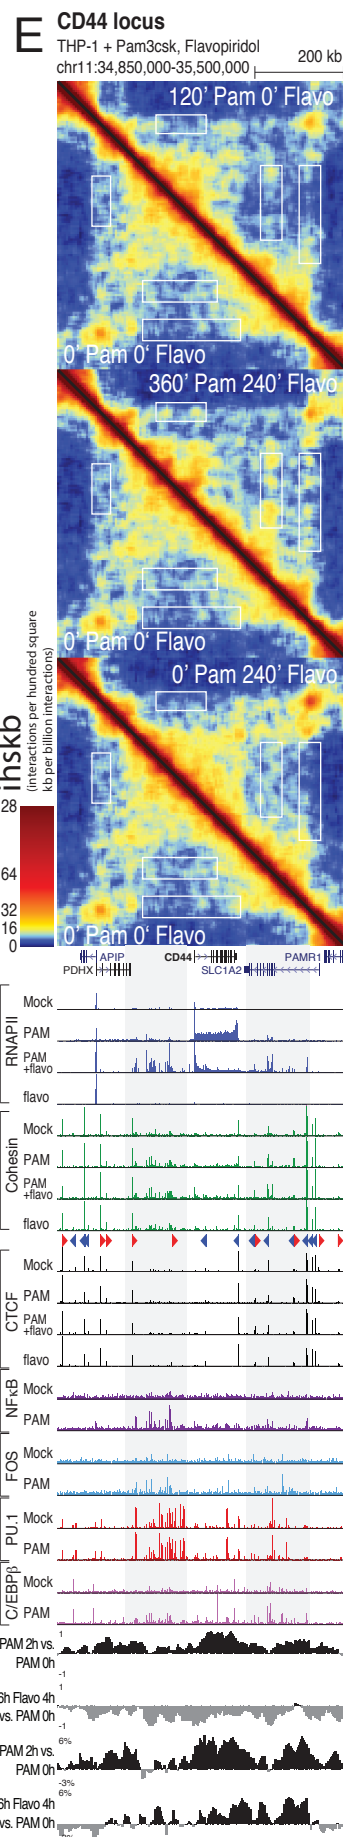 E CD44 locus
THP-1 + Pam3csk, Flavopiridol
chr11:34,850,000-35,500,000
200 kb
120' Pam 0' Flavo
0' Pam 0' Flavo
360' Pam 240' Flavo
0' Pam 0' Flavo
0' Pam 240' Flavo
0' Pam 0' Flavo
ihskb
(interactions per hundred square
kb per billion interactions)
28
64
32
16
0
APIP
PDHX
CD44
SLC1A2
PAMR1
RNAPII
Mock
PAM
PAM
+flavo
flavo
Cohesin
Mock
PAM
PAM
+flavo
flavo
CTCF
Mock
PAM
PAM
+flavo
flavo
NFκB
Mock
PAM
FOS
Mock
PAM
PU.1
Mock
PAM
C/EBPβ
Mock
PAM
PAM 2h vs.
PAM 0h
1
-1
6h Flavo 4h
vs. PAM 0h
1
-1
PAM 2h vs.
PAM 0h
6%
-3%
6h Flavo 4h
vs. PAM 0h
6%